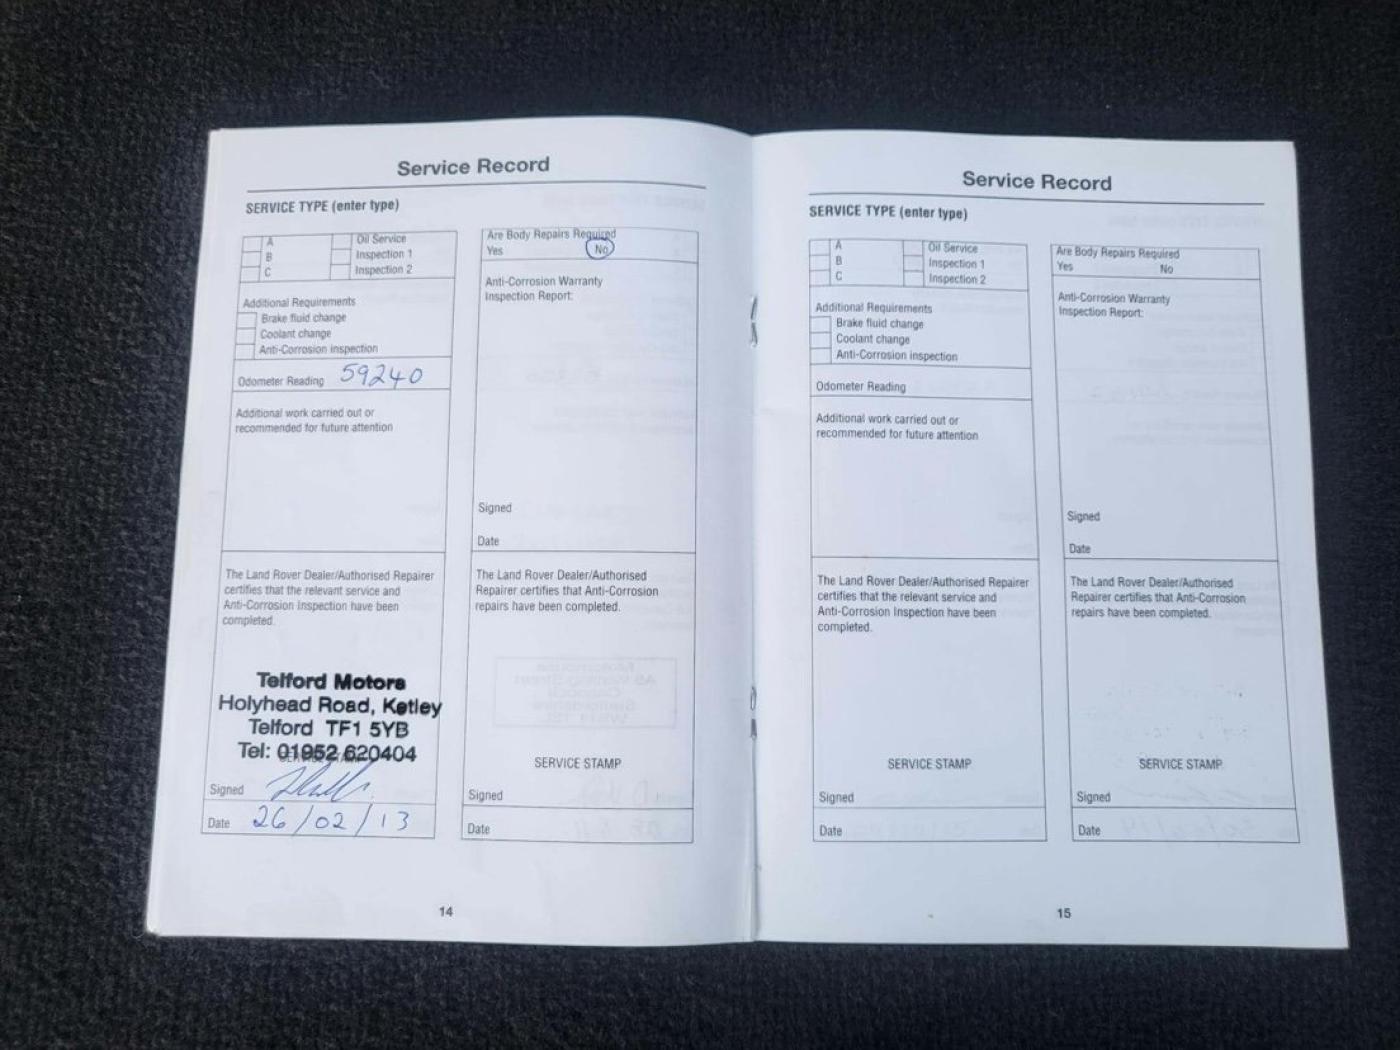 Service Record
SERVICE TYPE (enter type)
A
B
C
Oil Service
Inspection 1
Inspection 2
Additional Requirements
Brake fluid change
Coolant change
Anti-Corrosion inspection
Odometer Reading 59240
Additional work carried out or
recommended for future attention
The Land Rover Dealer/Authorised Repairer
certifies that the relevant service and
Anti-Corrosion Inspection have been
completed.
Telford Motors
Holyhead Road, Ketley
Telford TF1 5YB
Tel: 01952 620404
Signed
Date 26/02/13
Are Body Repairs Required
Yes No
Anti-Corrosion Warranty
Inspection Report:
Signed
Date
The Land Rover Dealer/Authorised
Repairer certifies that Anti-Corrosion
repairs have been completed.
SERVICE STAMP
Signed
Date
14
Service Record
SERVICE TYPE (enter type)
A
B
C
Oil Service
Inspection 1
Inspection 2
Additional Requirements
Brake fluid change
Coolant change
Anti-Corrosion inspection
Odometer Reading
Additional work carried out or
recommended for future attention
The Land Rover Dealer/Authorised Repairer
certifies that the relevant service and
Anti-Corrosion Inspection have been
completed.
SERVICE STAMP
Signed
Date
Are Body Repairs Required
Yes No
Anti-Corrosion Warranty
Inspection Report:
Signed
Date
The Land Rover Dealer/Authorised
Repairer certifies that Anti-Corrosion
repairs have been completed.
SERVICE STAMP
Signed
Date
15